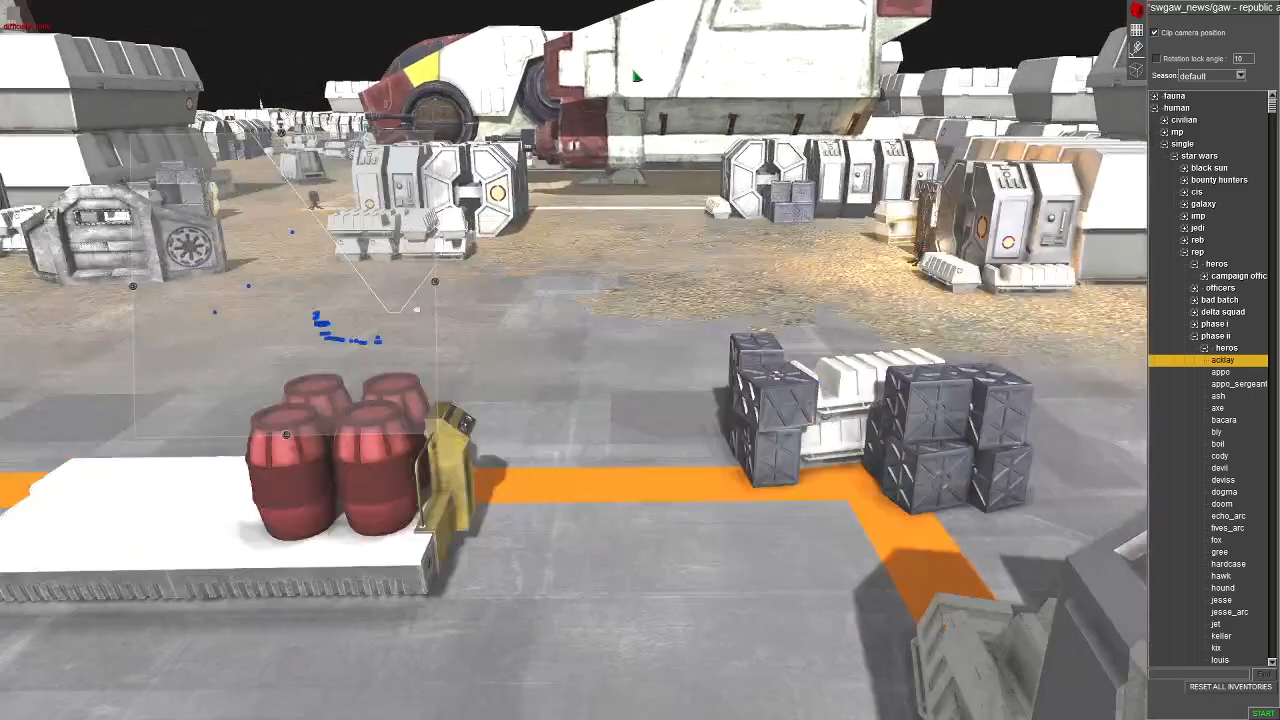 "swgaw_news/gaw - republic s
Clip camera position
Rotation lock angle : 10
Season: default
fauna
human
civilian
mp
single
star wars
black sun
bounty hunters
cis
galaxy
imp
jedi
reb
rep
heros
campaign offic
officers
bad batch
delta squad
phase i
phase ii
heros
acklay
appo
appo_sergeant
ash
axe
bacara
bly
boil
cody
devil
deviss
dogma
doom
echo_arc
fives_arc
fox
gree
hardcase
hawk
hound
jesse
jesse_arc
jet
keller
kix
louis
Find
RESET ALL INVENTORIES
START